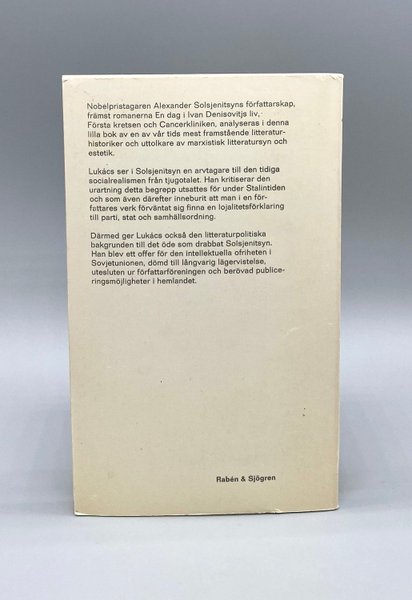 Nobelpristagaren Alexander Solsjenitsyns författarskap,
främst romanerna En dag i Ivan Denisovitjs liv,
Första kretsen och Cancerkliniken, analyseras i denna
lilla bok av en av vår tids mest framstående litteratur-
historiker och uttolkare av marxistisk litteratursyn och
estetik.
Lukács ser i Solsjenitsyn en arvtagare till den tidiga
socialrealismen från tjugotalet. Han kritiserar den
urartning detta begrepp utsattes för under Stalintiden
och som även därefter inneburit att man i en för-
fattares verk förväntat sig finna en lojalitetsförklaring
till parti, stat och samhällsordning.
Därmed ger Lukács också den litteraturpolitiska
bakgrunden till det öde som drabbat Solsjenitsyn.
Han blev ett offer för den intellektuella ofriheten i
Sovjetunionen, dömd till långvarig lägervistelse,
utesluten ur författarföreningen och berövad publice-
ringsmöjligheter i hemlandet.
Rabén & Sjögren